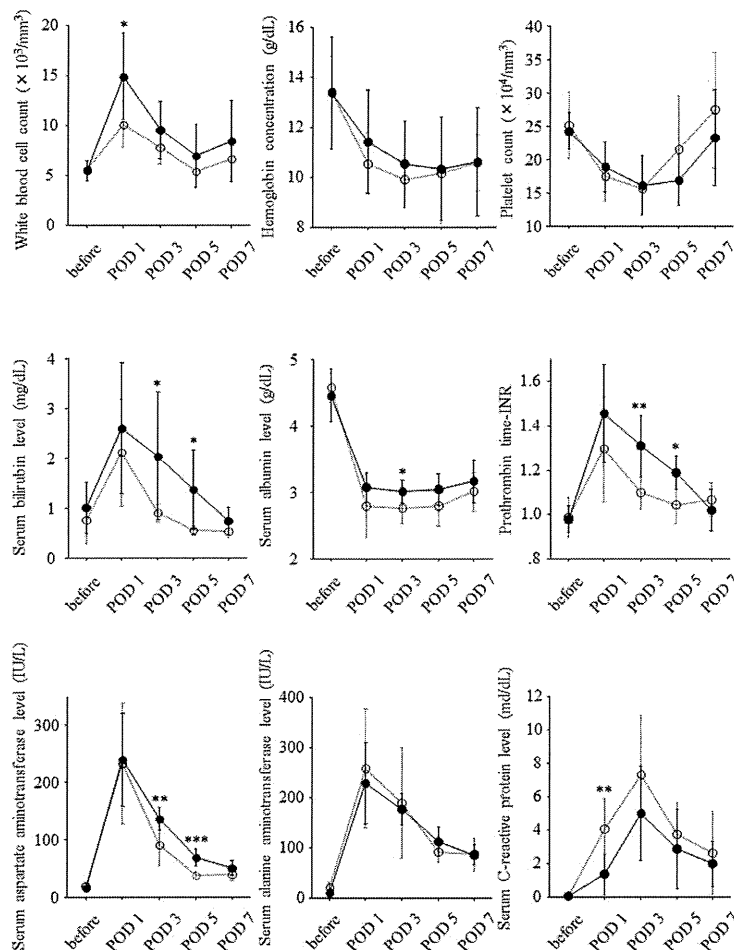 White blood cell count (× 10³/mm³)
20
15
10
5
0
*
before
POD 1
POD 3
POD 5
POD 7
Hemoglobin concentration (g/dL)
16
14
12
10
8
before
POD 1
POD 3
POD 5
POD 7
Platelet count (× 10⁴/mm³)
40
35
30
25
20
15
10
before
POD 1
POD 3
POD 5
POD 7
Serum bilirubin level (mg/dL)
4
3
2
1
0
*
*
before
POD 1
POD 3
POD 5
POD 7
Serum albumin level (g/dL)
5
4
3
2
*
before
POD 1
POD 3
POD 5
POD 7
Prothrombin time-INR
1.6
1.4
1.2
1.0
.8
**
*
before
POD 1
POD 3
POD 5
POD 7
Serum aspartate aminotransferase level (IU/L)
300
200
100
0
**
***
before
POD 1
POD 3
POD 5
POD 7
Serum alanine aminotransferase level (IU/L)
400
300
200
100
0
before
POD 1
POD 3
POD 5
POD 7
Serum C-reactive protein level (md/dL)
12
10
8
6
4
2
0
**
before
POD 1
POD 3
POD 5
POD 7